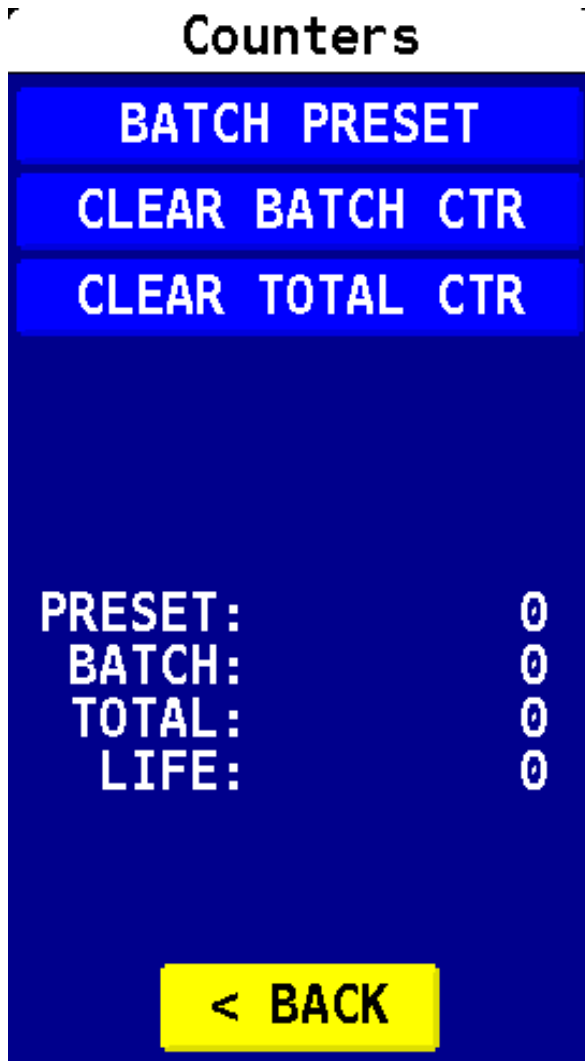 Counters
BATCH PRESET
CLEAR BATCH CTR
CLEAR TOTAL CTR
PRESET: 0
BATCH: 0
TOTAL: 0
LIFE: 0
< BACK